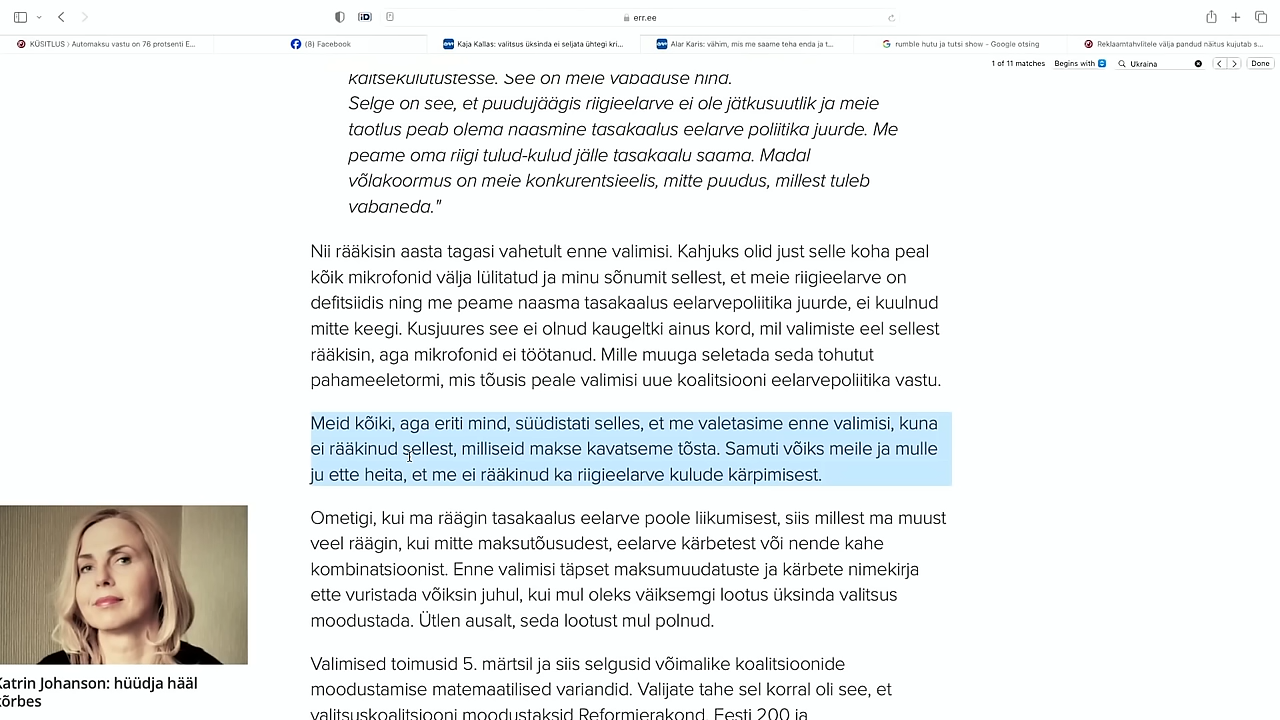 err.ee
KÜSITLUS › Automaksu vastu on 76 protsenti E...
(8) Facebook
Kaja Kallas: valitsus üksinda ei seljata ühtegi kri...
Alar Karis: vähim, mis me saame teha enda ja t...
rumble hutu ja tutsi show - Google otsing
Reklaamtahvlitele välja pandud näitus kujutab s...
1 of 11 matches
Begins with
Ukraina
Done
kaitsekulutustesse. See on meie vabaduse hind.
Selge on see, et puudujäägis riigieelarve ei ole jätkusuutlik ja meie
taotlus peab olema naasmine tasakaalus eelarve poliitika juurde. Me
peame oma riigi tulud-kulud jälle tasakaalu saama. Madal
võlakoormus on meie konkurentsieelis, mitte puudus, millest tuleb
vabaneda."
Nii rääkisin aasta tagasi vahetult enne valimisi. Kahjuks olid just selle koha peal
kõik mikrofonid välja lülitatud ja minu sõnumit sellest, et meie riigieelarve on
defitsiidis ning me peame naasma tasakaalus eelarvepoliitika juurde, ei kuulnud
mitte keegi. Kusjuures see ei olnud kaugeltki ainus kord, mil valimiste eel sellest
rääkisin, aga mikrofonid ei töötanud. Mille muuga seletada seda tohutut
pahameeletormi, mis tõusis peale valimisi uue koalitsiooni eelarvepoliitika vastu.
Meid kõiki, aga eriti mind, süüdistati selles, et me valetasime enne valimisi, kuna
ei rääkinud sellest, milliseid makse kavatseme tõsta. Samuti võiks meile ja mulle
ju ette heita, et me ei rääkinud ka riigieelarve kulude kärpimisest.
Ometigi, kui ma räägin tasakaalus eelarve poole liikumisest, siis millest ma muust
veel räägin, kui mitte maksutõusudest, eelarve kärbetest või nende kahe
kombinatsioonist. Enne valimisi täpset maksumuudatuste ja kärbete nimekirja
ette vuristada võiksin juhul, kui mul oleks väiksemgi lootus üksinda valitsus
moodustada. Ütlen ausalt, seda lootust mul polnud.
Valimised toimusid 5. märtsil ja siis selgusid võimalike koalitsioonide
moodustamise matemaatilised variandid. Valijate tahe sel korral oli see, et
valitsuskoalitsiooni moodustaksid Reformierakond, Eesti 200 ja
Katrin Johanson: hüüdja hääl
kõrbes